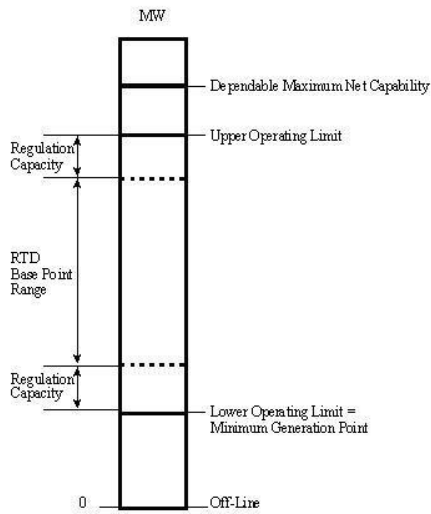 MW
Dependable Maximum Net Capability
Upper Operating Limit
Regulation
Capacity
RTD
Base Point
Range
Regulation
Capacity
Lower Operating Limit =
Minimum Generation Point
0
Off-Line